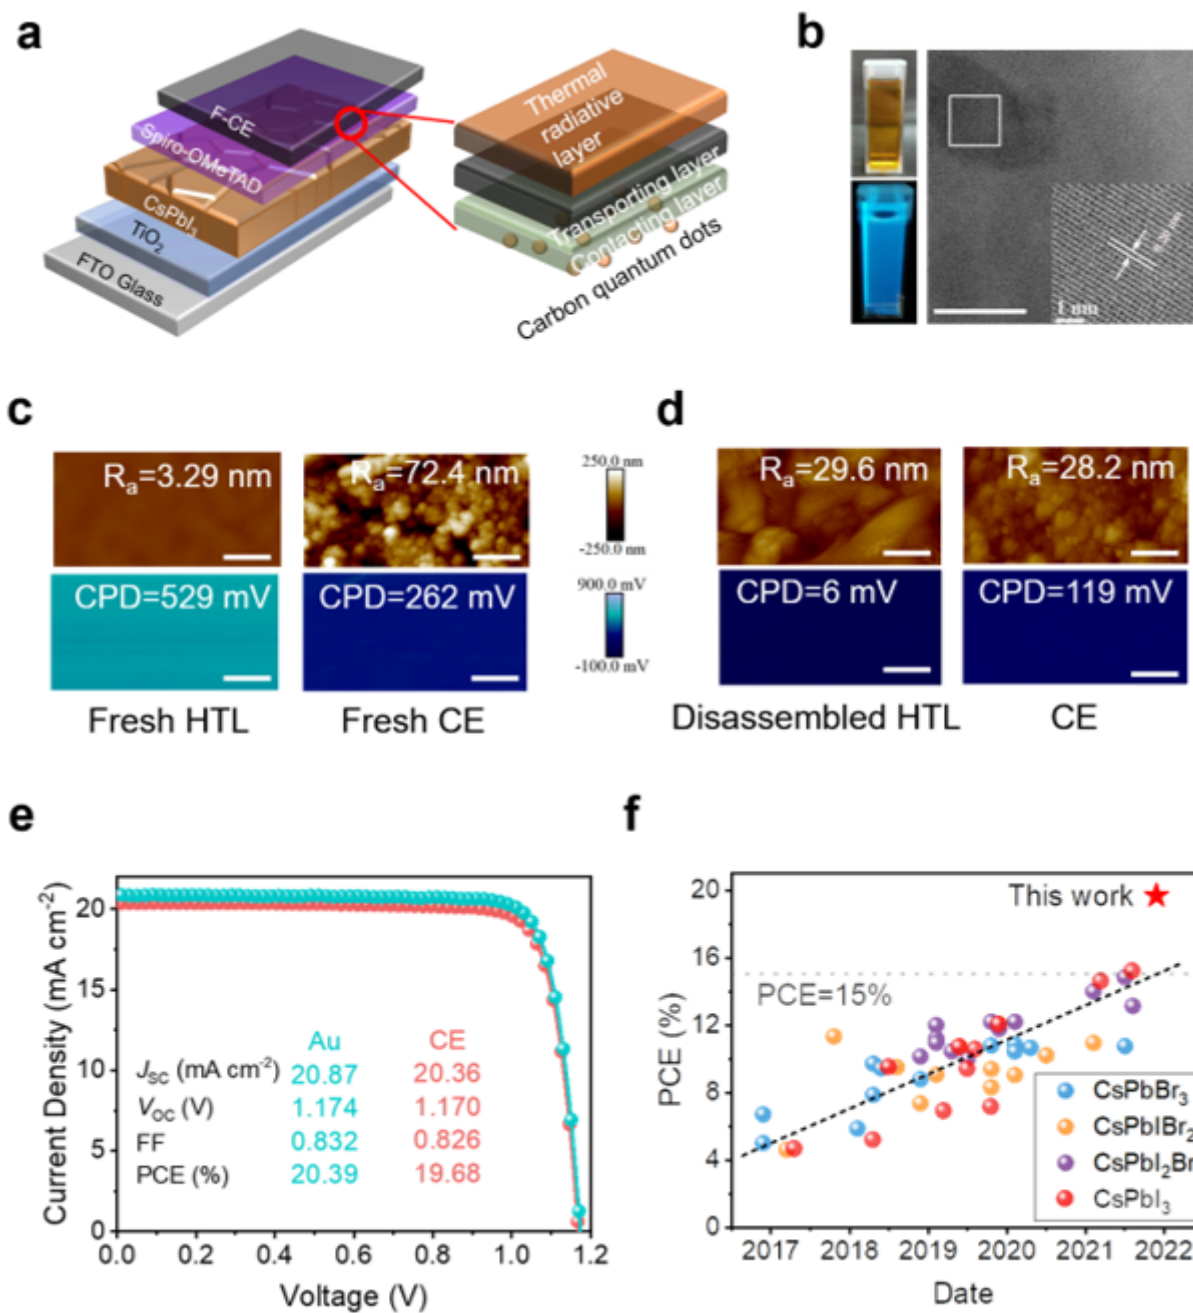 a
F-CE
Spiro-OMeTAD
CsPbI₃
TiO₂
FTO Glass
Thermal
radiative
layer
Transporting layer
Contacting layer
Carbon quantum dots
b
1 nm
c
Rₐ=3.29 nm
Rₐ=72.4 nm
CPD=529 mV
CPD=262 mV
Fresh HTL
Fresh CE
250.0 nm
-250.0 nm
900.0 mV
-100.0 mV
d
Rₐ=29.6 nm
Rₐ=28.2 nm
CPD=6 mV
CPD=119 mV
Disassembled HTL
CE
e
Current Density (mA cm⁻²)
20
15
10
5
0
Au CE
J_SC (mA cm⁻²) 20.87 20.36
V_OC (V) 1.174 1.170
FF 0.832 0.826
PCE (%) 20.39 19.68
0.0 0.2 0.4 0.6 0.8 1.0 1.2
Voltage (V)
f
PCE (%)
20
16
12
8
4
0
This work
PCE=15%
CsPbBr₃
CsPbIBr₂
CsPbI₂Br
CsPbI₃
2017 2018 2019 2020 2021 2022
Date